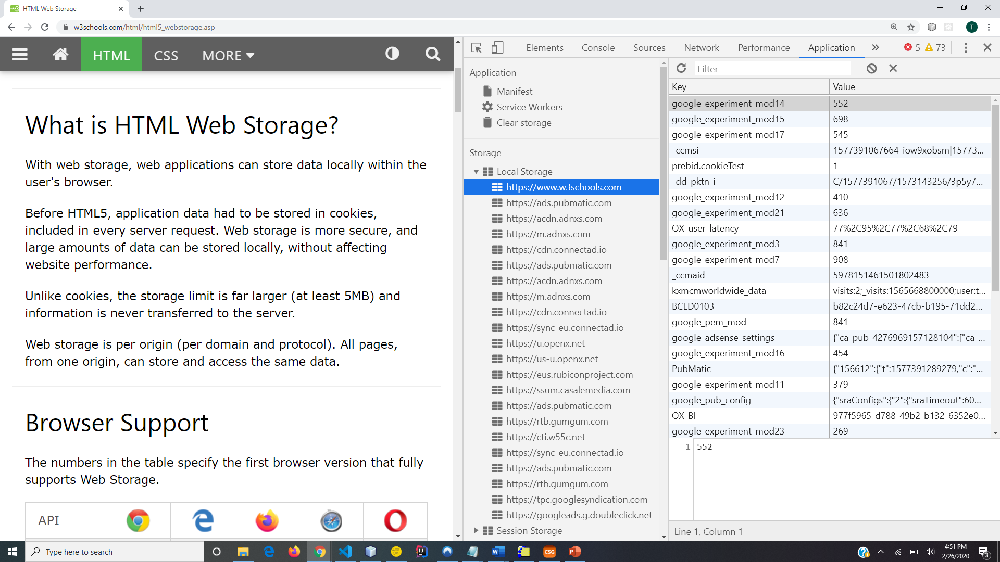 HTML Web Storage
w3schools.com/html/html5_webstorage.asp
T
HTML
CSS
MORE
What is HTML Web Storage?
With web storage, web applications can store data locally within the
user's browser.
Before HTML5, application data had to be stored in cookies,
included in every server request. Web storage is more secure, and
large amounts of data can be stored locally, without affecting
website performance.
Unlike cookies, the storage limit is far larger (at least 5MB) and
information is never transferred to the server.
Web storage is per origin (per domain and protocol). All pages,
from one origin, can store and access the same data.
Browser Support
The numbers in the table specify the first browser version that fully
supports Web Storage.
API
Elements Console Sources Network Performance Application 5 73
Application
Manifest
Service Workers
Clear storage
Storage
Local Storage
https://www.w3schools.com
https://ads.pubmatic.com
https://acdn.adnxs.com
https://m.adnxs.com
https://cdn.connectad.io
https://ads.pubmatic.com
https://acdn.adnxs.com
https://m.adnxs.com
https://cdn.connectad.io
https://sync-eu.connectad.io
https://u.openx.net
https://us-u.openx.net
https://eus.rubiconproject.com
https://ssum.casalemedia.com
https://ads.pubmatic.com
https://rtb.gumgum.com
https://cti.w55c.net
https://sync-eu.connectad.io
https://ads.pubmatic.com
https://rtb.gumgum.com
https://tpc.googlesyndication.com
https://googleads.g.doubleclick.net
Session Storage
Filter
Key Value
google_experiment_mod14 552
google_experiment_mod15 698
google_experiment_mod17 545
_ccmsi 1577391067664_iow9xobsm|15773...
prebid.cookieTest 1
_dd_pktn_i C/1577391067/1573143256/3p5y7...
google_experiment_mod12 410
google_experiment_mod21 636
OX_user_latency 77%2C95%2C77%2C68%2C79
google_experiment_mod3 841
google_experiment_mod7 908
_ccmaid 5978151461501802483
kxmcmworldwide_data visits:2;_visits:1565668800000;user:t...
BCLD0103 b82c24d7-e623-47cb-b195-71dd2...
google_pem_mod 841
google_adsense_settings {"ca-pub-4276969157128104":["ca-...
google_experiment_mod16 454
PubMatic {"156612":{"t":1577391289279,"c":"...
google_experiment_mod11 379
google_pub_config {"sraConfigs":{"2":{"sraTimeout":60...
OX_BI 977f5965-d788-49b2-b132-6352e0...
google_experiment_mod23 269
1 552
Line 1, Column 1
Type here to search
IJ
CSG
4:51 PM
2/26/2020
3